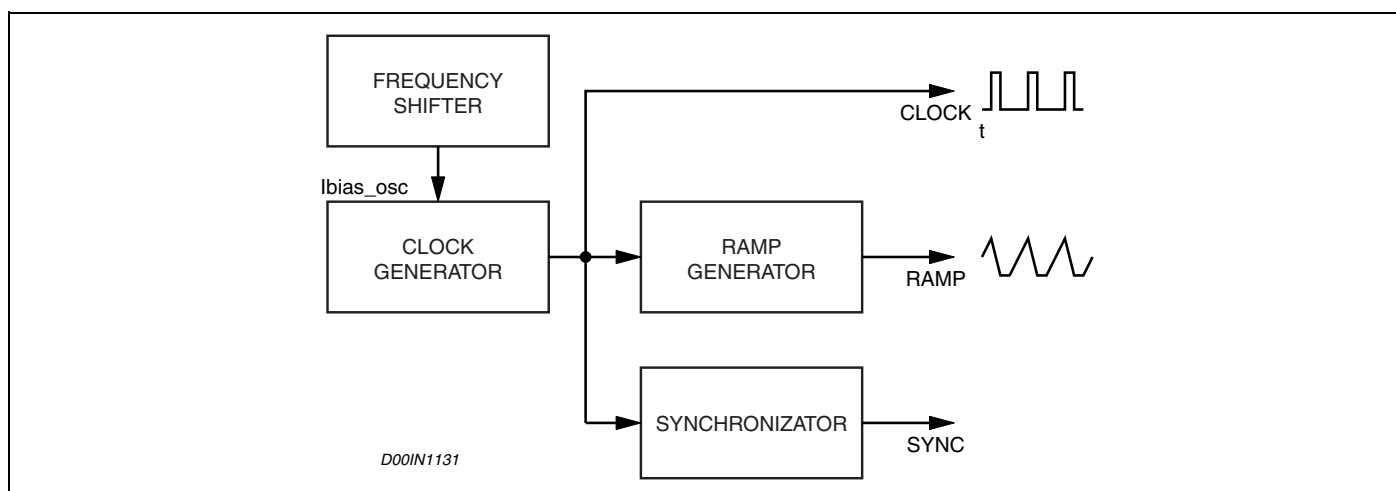 FREQUENCY
SHIFTER
CLOCK
t
Ibias_osc
CLOCK
GENERATOR
RAMP
GENERATOR
RAMP
SYNCHRONIZATOR
SYNC
D00IN1131